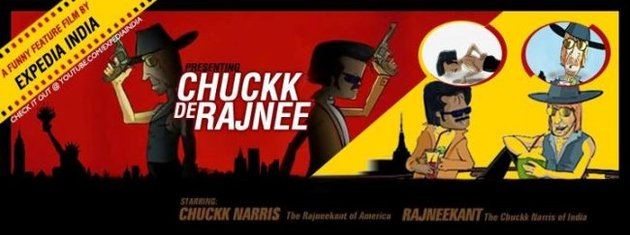 A FUNNY FEATURE FILM BY
EXPEDIA INDIA
CHECK IT OUT @ YOUTUBE.COM/EXPEDIAINDIA
PRESENTING
CHUCKK
DE RAJNEE
STARRING:
CHUCKK NARRIS The Rajneekant of America RAJNEEKANT The Chuckk Narris of India